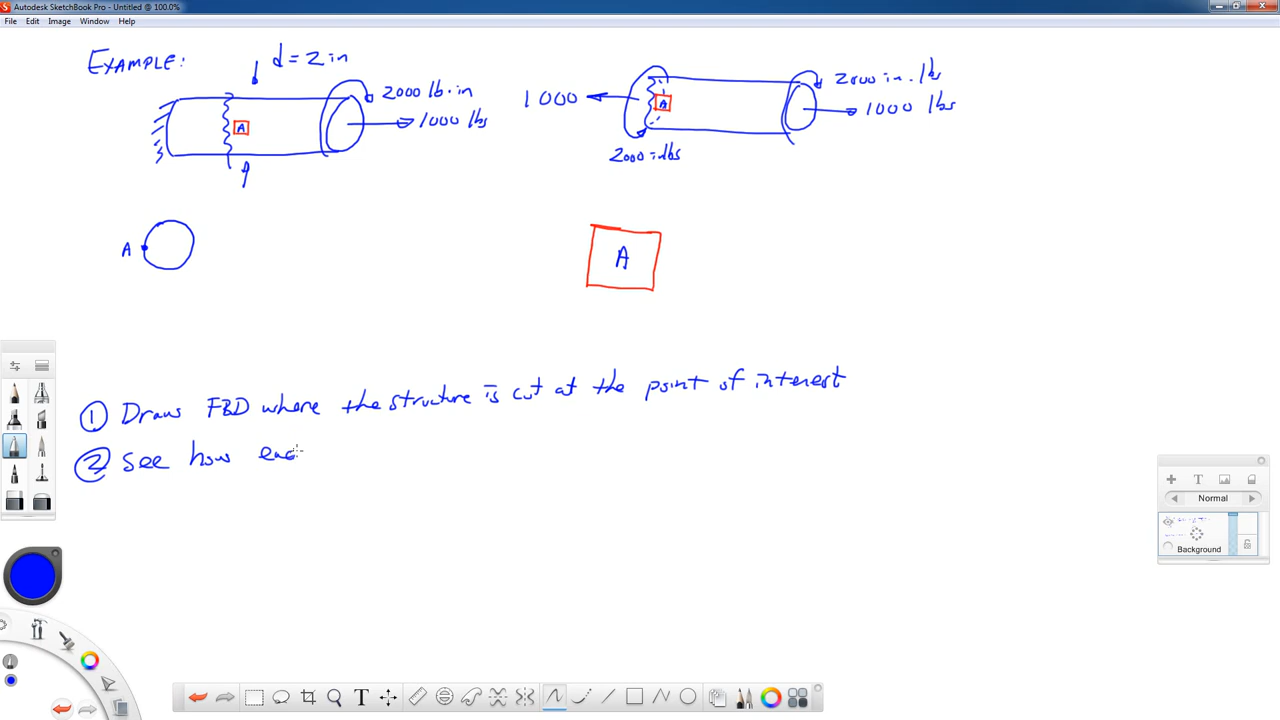 Autodesk SketchBook Pro - Untitled @ 100.0%
File Edit Image Window Help
EXAMPLE:
d = 2 in
2000 lb·in
1000 lbs
A
1000
A
2000 in·lbs
1000 lbs
2000 in·lbs
A
A
① Draw FBD where the structure is cut at the point of interest
② See how eac
Normal
Background
T
T